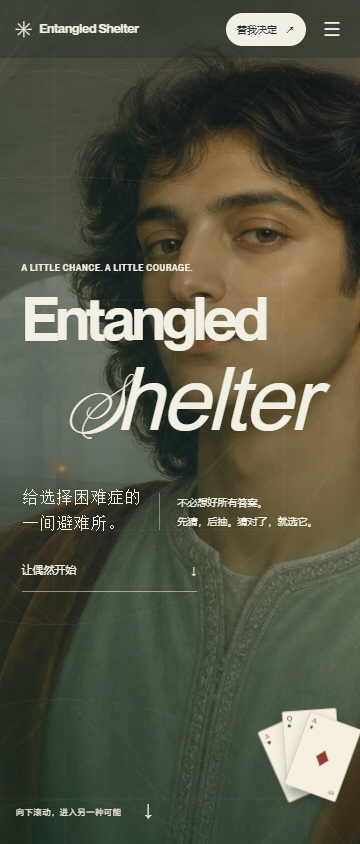 Entangled Shelter
替我决定 ↗
A LITTLE CHANCE. A LITTLE COURAGE.
Entangled
Shelter
给选择困难症的
一间避难所。
不必想好所有答案。
先猜，后抽。猜对了，就选它。
让偶然开始 ↓
A
Q
A
向下滚动，进入另一种可能 ↓